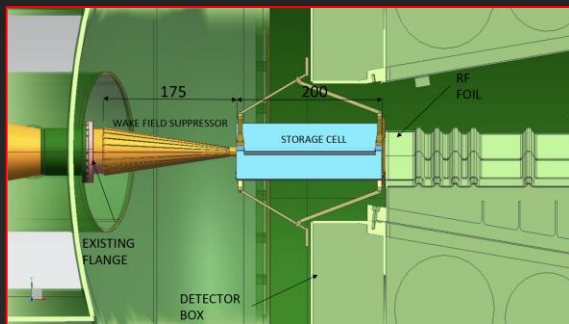 175
200
RF
FOIL
WAKE FIELD SUPPRESSOR
STORAGE CELL
EXISTING
FLANGE
DETECTOR
BOX